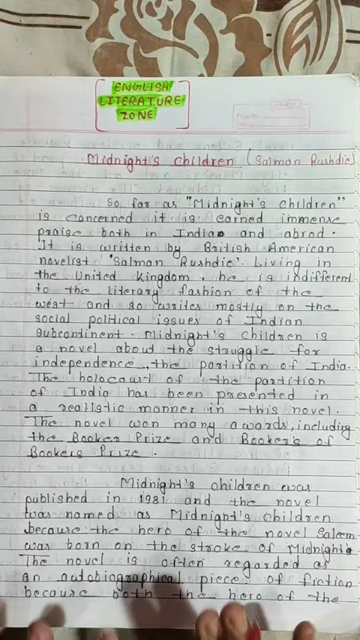 ENGLISH
LITERATURE
ZONE
Midnight's children (Salman Rushdie)
So far as "Midnight's children"
is concerned it is earned immense
praise both in India and abrod.
It is written by British American
novelist 'Salman Rushdie'. Living in
the United Kingdom. he is indifferent
to the literary fashion of the
west and so writes mostly on the
social political issues of Indian
subcontinent. Midnight's children is
a novel about the struggle for
independence, the partition of India.
The holocaust of the partition
of India has been presented in
a realistic manner in this novel.
The novel won many awards, including
the Booker Prize and Booker's of
Bookers Prize.
Midnight's children was
published in 1981 and the novel
was named as Midnight's children
because the hero of the novel Saleem
was born on the stroke of Midnight.
The novel is often regarded as
an autobiographical piece of fiction
because both the hero of the